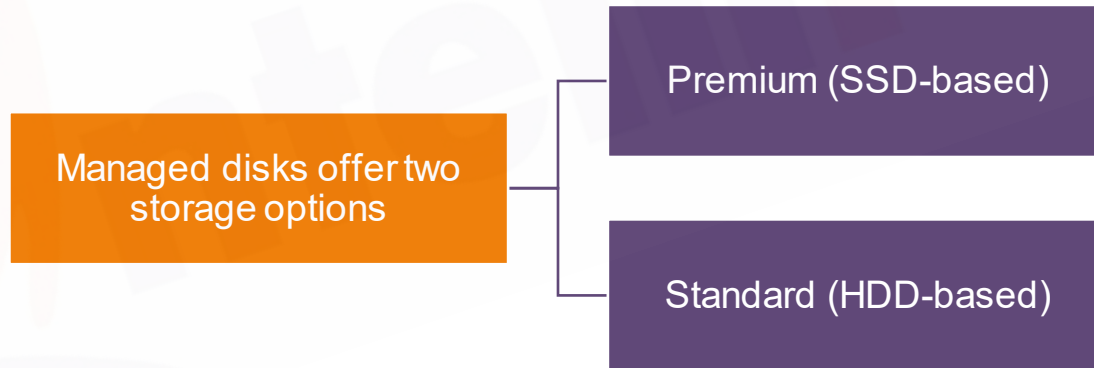 Managed disks offer two
storage options
Premium (SSD-based)
Standard (HDD-based)